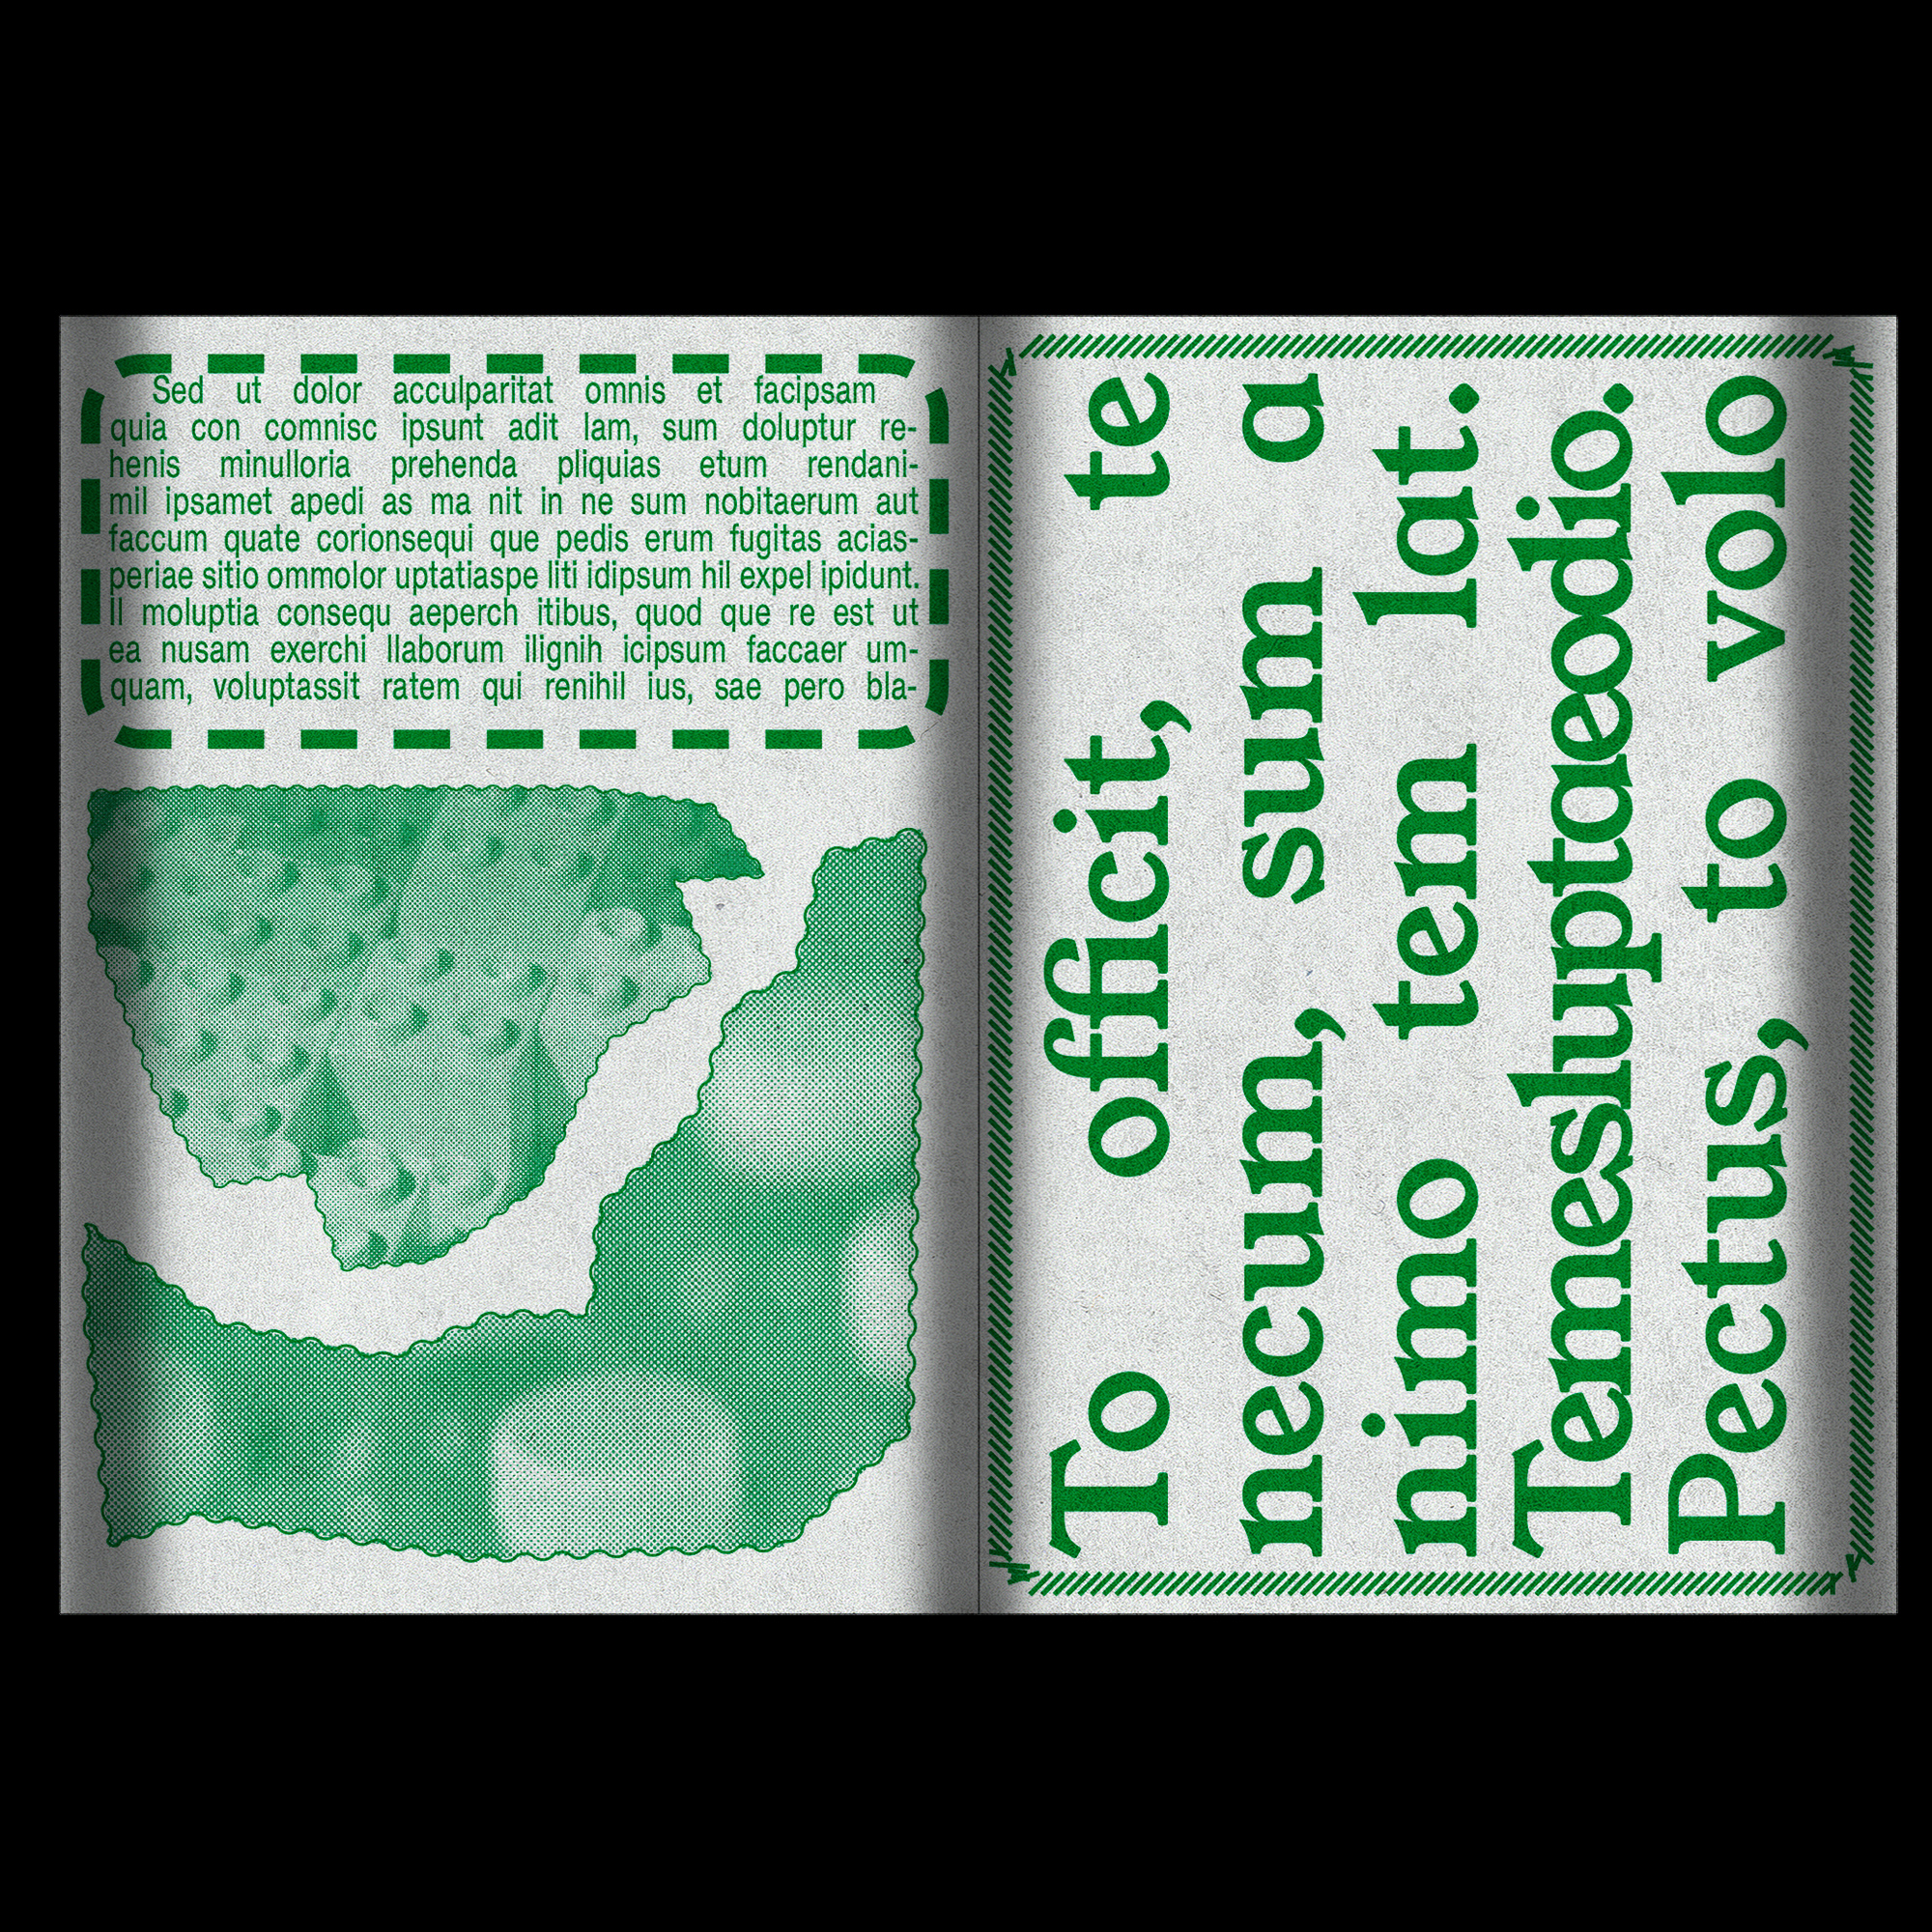 Sed ut dolor acculparitat omnis et facipsam
quia con comnisc ipsunt adit lam, sum doluptur re-
henis minulloria prehenda pliquias etum rendani-
mil ipsamet apedi as ma nit in ne sum nobitaerum aut
faccum quate corionsequi que pedis erum fugitas acias-
periae sitio ommolor uptatiaspe liti idipsum hil expel ipidunt.
Il moluptia consequ aeperch itibus, quod que re est ut
ea nusam exerchi llaborum ilignih icipsum faccaer um-
quam, voluptassit ratem qui renihil ius, sae pero bla-
To officit, te
necum, sum a
nimo tem lat.
Temesluptaeodio.
Pectus, to volo